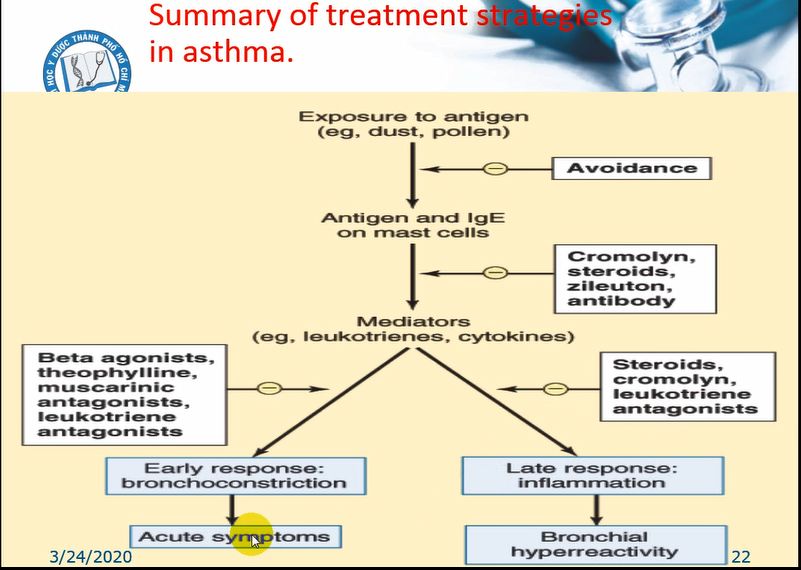 Summary of treatment strategies
in asthma.
Y DƯỢC THÀNH PHỐ HỒ CHÍ
HỌC
Exposure to antigen
(eg, dust, pollen)
Avoidance
Antigen and IgE
on mast cells
Cromolyn,
steroids,
zileuton,
antibody
Mediators
(eg, leukotrienes, cytokines)
Beta agonists,
theophylline,
muscarinic
antagonists,
leukotriene
antagonists
Steroids,
cromolyn,
leukotriene
antagonists
Early response:
bronchoconstriction
Late response:
inflammation
Acute symptoms
Bronchial
hyperreactivity
3/24/2020
22